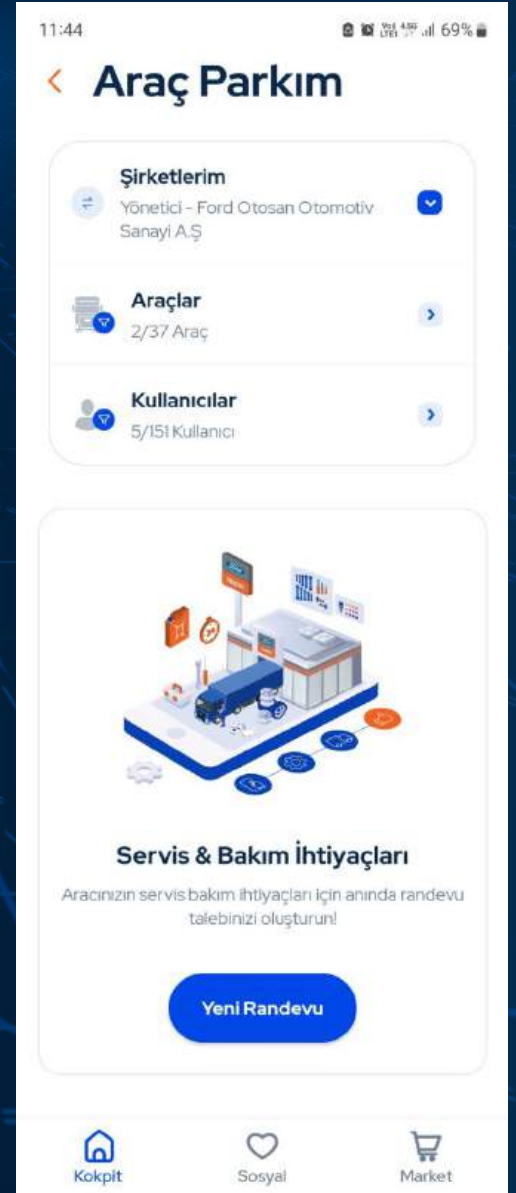 11:44
69%
Araç Parkım
Şirketlerim
Yönetici - Ford Otosan Otomotiv
Sanayi A.Ş
Araçlar
2/37 Araç
Kullanıcılar
5/151 Kullanıcı
Servis & Bakım İhtiyaçları
Aracınızın servis bakım ihtiyaçları için anında randevu
talebinizi oluşturun!
Yeni Randevu
Kokpit
Sosyal
Market